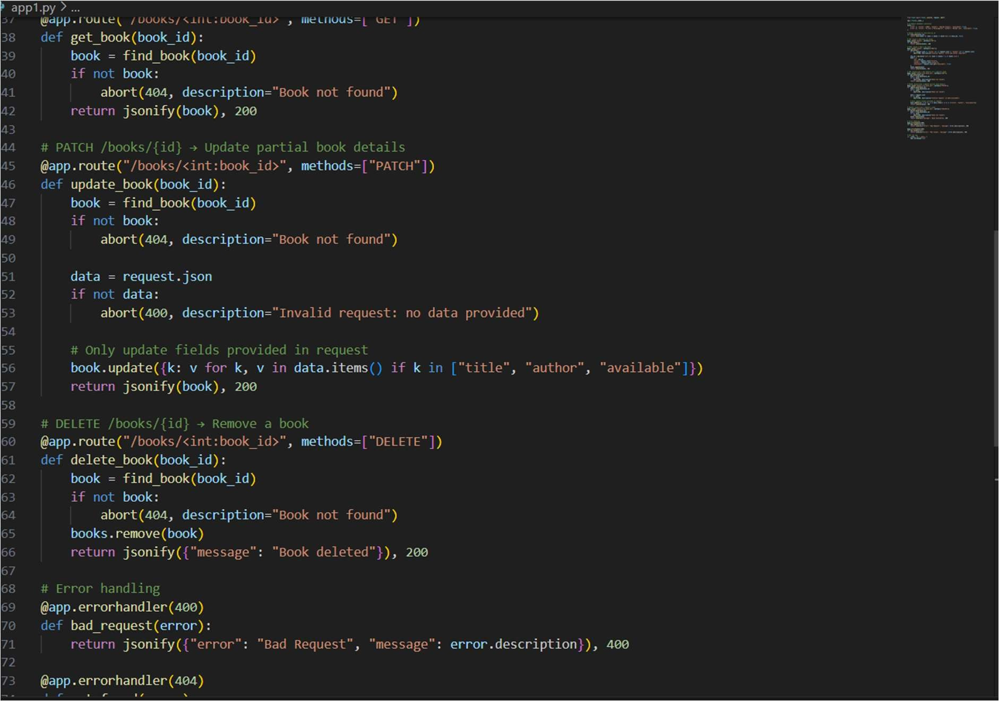 app1.py > ...
37 @app.route("/books/<int:book_id>", methods=["GET"])
38 def get_book(book_id):
39     book = find_book(book_id)
40     if not book:
41         abort(404, description="Book not found")
42     return jsonify(book), 200
43
44 # PATCH /books/{id} → Update partial book details
45 @app.route("/books/<int:book_id>", methods=["PATCH"])
46 def update_book(book_id):
47     book = find_book(book_id)
48     if not book:
49         abort(404, description="Book not found")
50
51     data = request.json
52     if not data:
53         abort(400, description="Invalid request: no data provided")
54
55     # Only update fields provided in request
56     book.update({k: v for k, v in data.items() if k in ["title", "author", "available"]})
57     return jsonify(book), 200
58
59 # DELETE /books/{id} → Remove a book
60 @app.route("/books/<int:book_id>", methods=["DELETE"])
61 def delete_book(book_id):
62     book = find_book(book_id)
63     if not book:
64         abort(404, description="Book not found")
65     books.remove(book)
66     return jsonify({"message": "Book deleted"}), 200
67
68 # Error handling
69 @app.errorhandler(400)
70 def bad_request(error):
71     return jsonify({"error": "Bad Request", "message": error.description}), 400
72
73 @app.errorhandler(404)